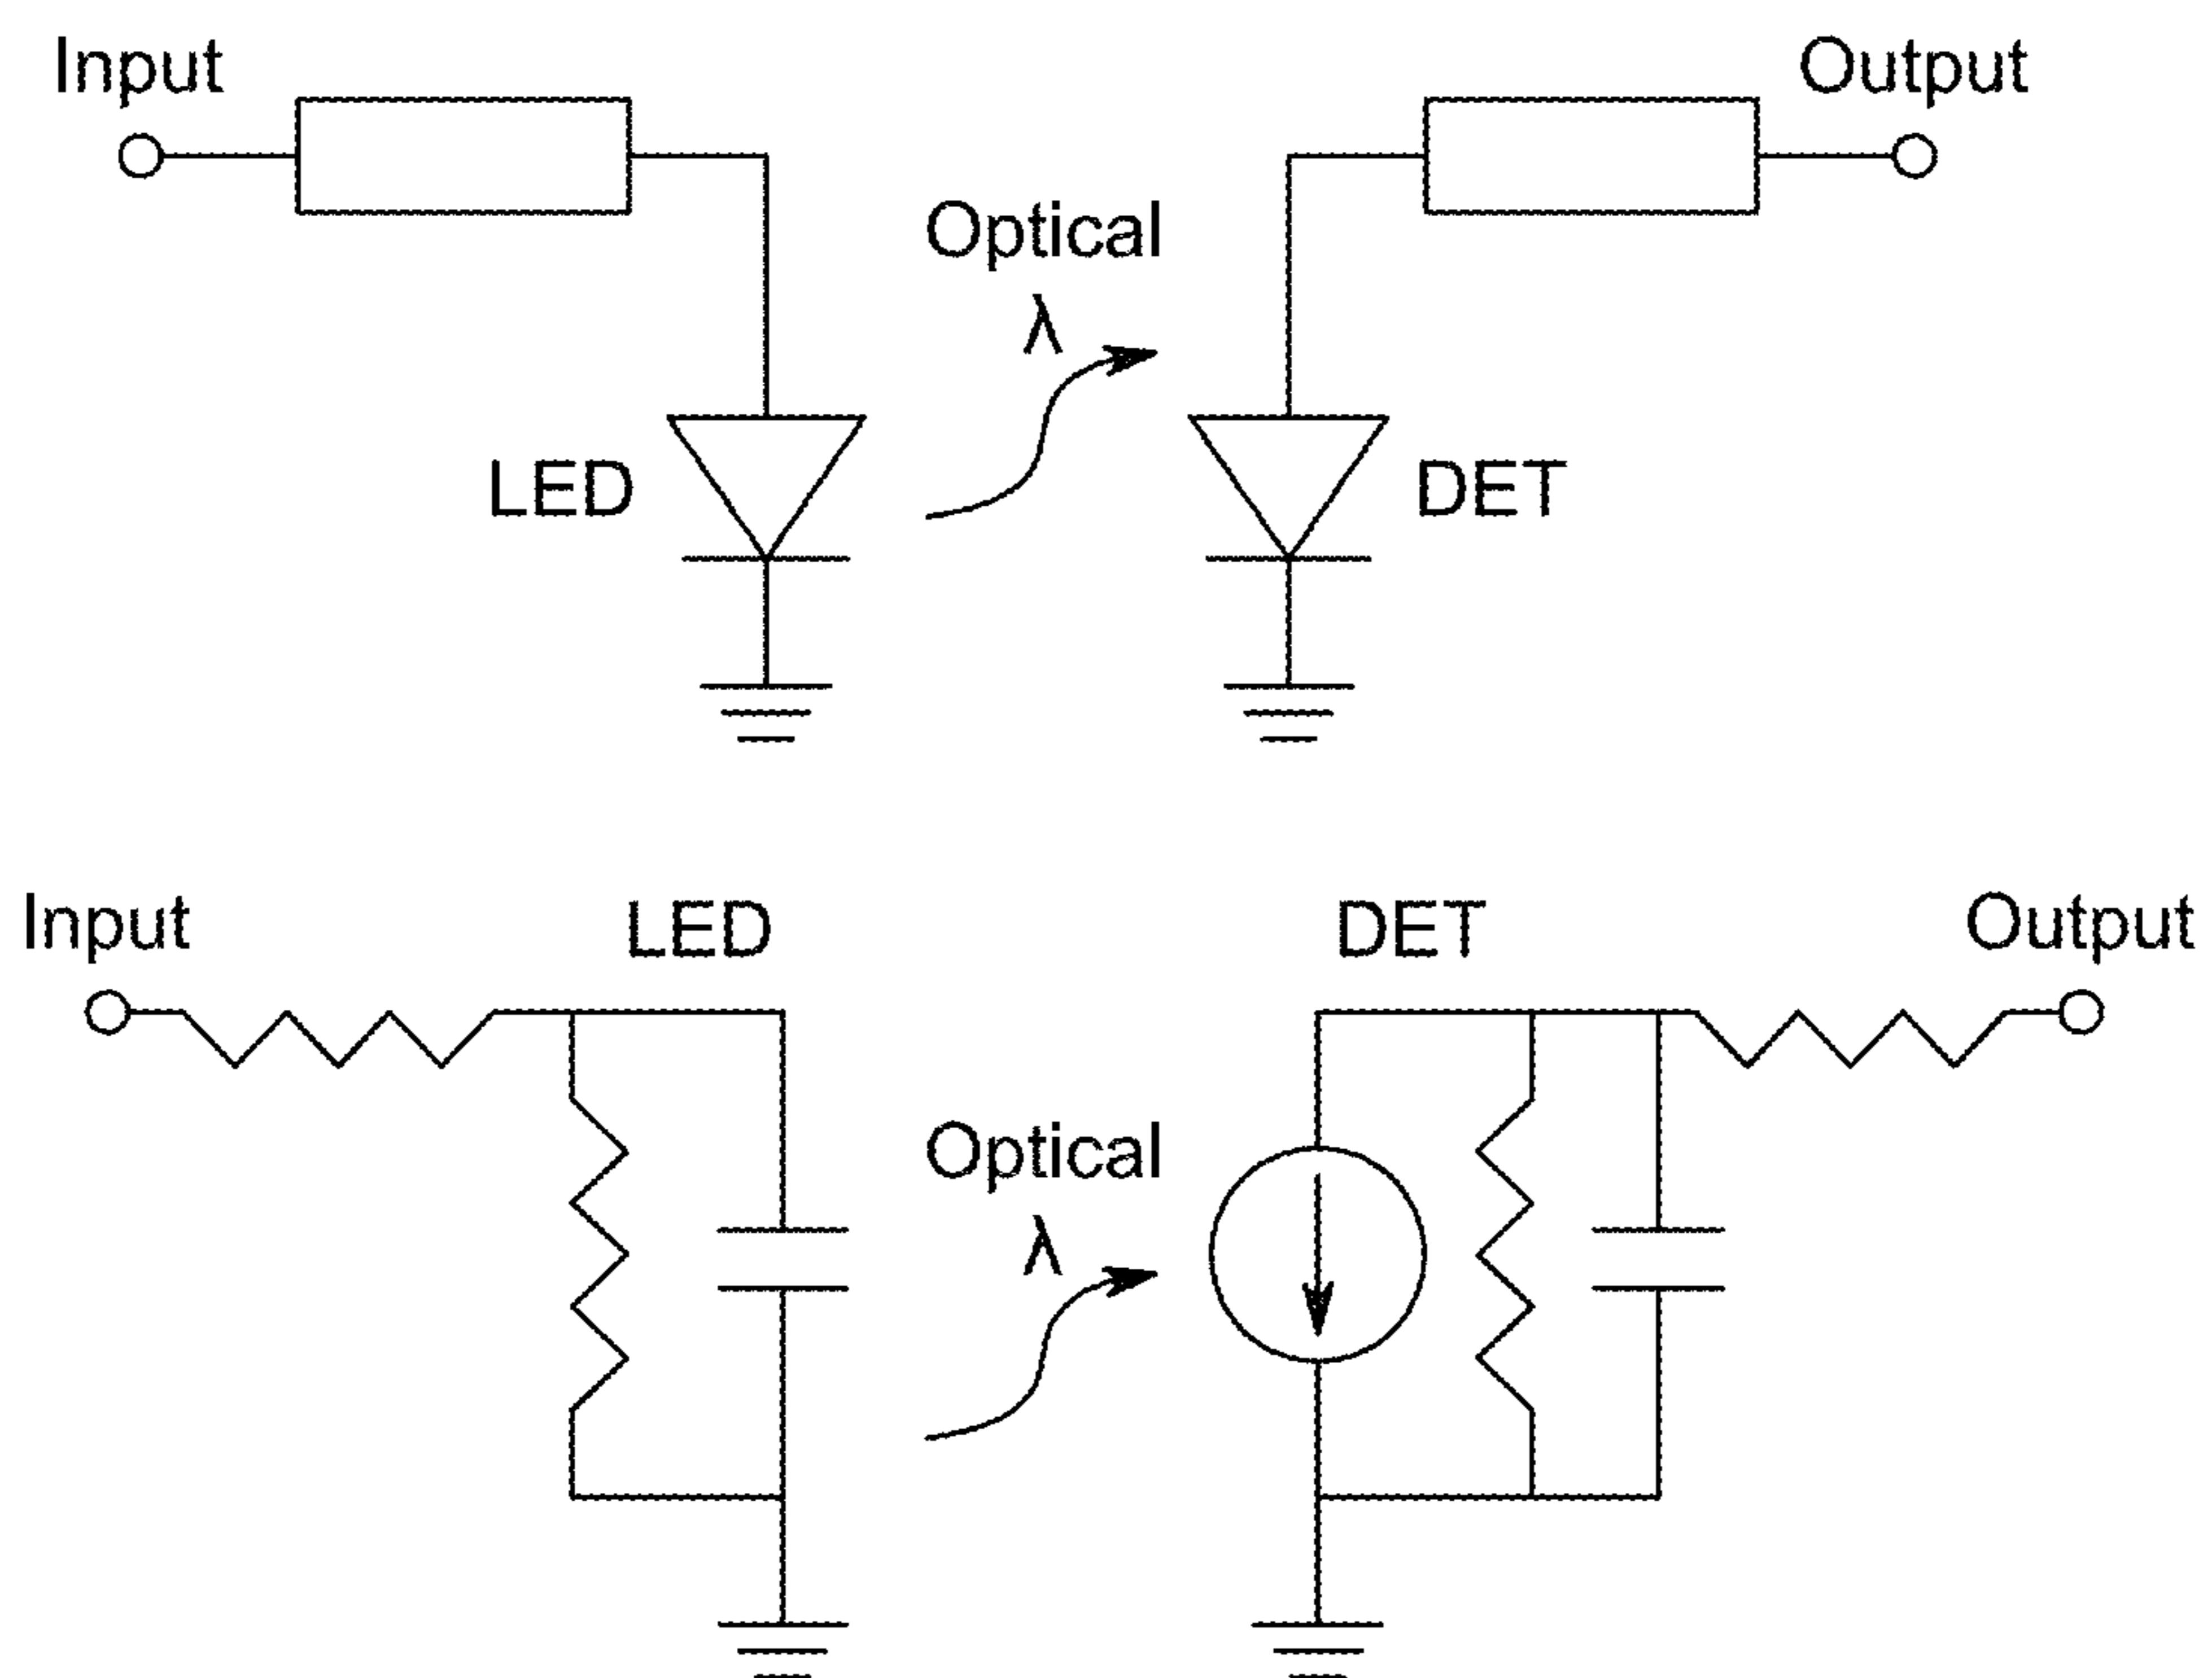 Input
Output
Optical
λ
LED
DET
Input
LED
DET
Output
Optical
λ